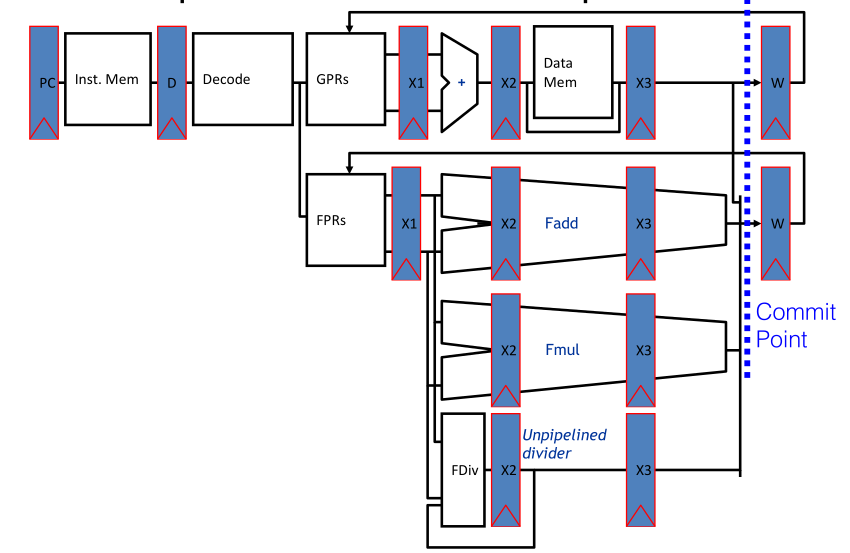 PC
Inst. Mem
D
Decode
GPRs
X1
+
X2
Data
Mem
X3
W
FPRs
X1
X2
Fadd
X3
W
X2
Fmul
X3
Commit
Point
FDiv
X2
Unpipelined
divider
X3